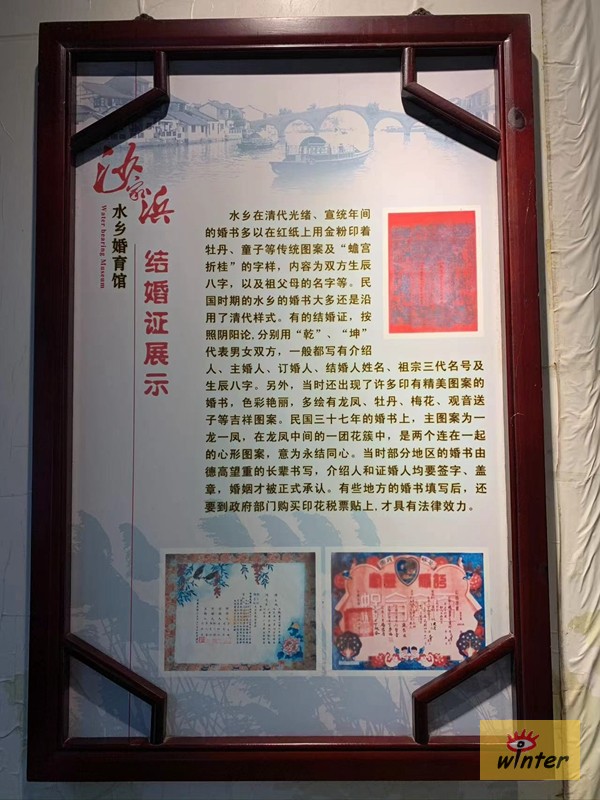 沙家浜
水乡婚育馆
Water bearing Museum
结婚证展示
水乡在清代光绪、宣统年间
的婚书多以在红纸上用金粉印着
牡丹、童子等传统图案及“蟾宫
折桂”的字样，内容为双方生辰
八字，以及祖父母的名字等。民
国时期的水乡的婚书大多还是沿
用了清代样式。有的结婚证，按
照阴阳论，分别用“乾”、“坤”
代表男女双方，一般都写有介绍
人、主婚人、订婚人、结婚人姓名、祖宗三代名号及
生辰八字。另外，当时还出现了许多印有精美图案的
婚书，色彩艳丽，多绘有龙凤、牡丹、梅花、观音送
子等吉祥图案。民国三十七年的婚书上，主图案为一
龙一凤，在龙凤中间的一团花簇中，是两个连在一起
的心形图案，意为永结同心。当时部分地区的婚书由
德高望重的长辈书写，介绍人和证婚人均要签字、盖
章，婚姻才被正式承认。有些地方的婚书填写后，还
要到政府部门购买印花税票贴上，才具有法律效力。
winter